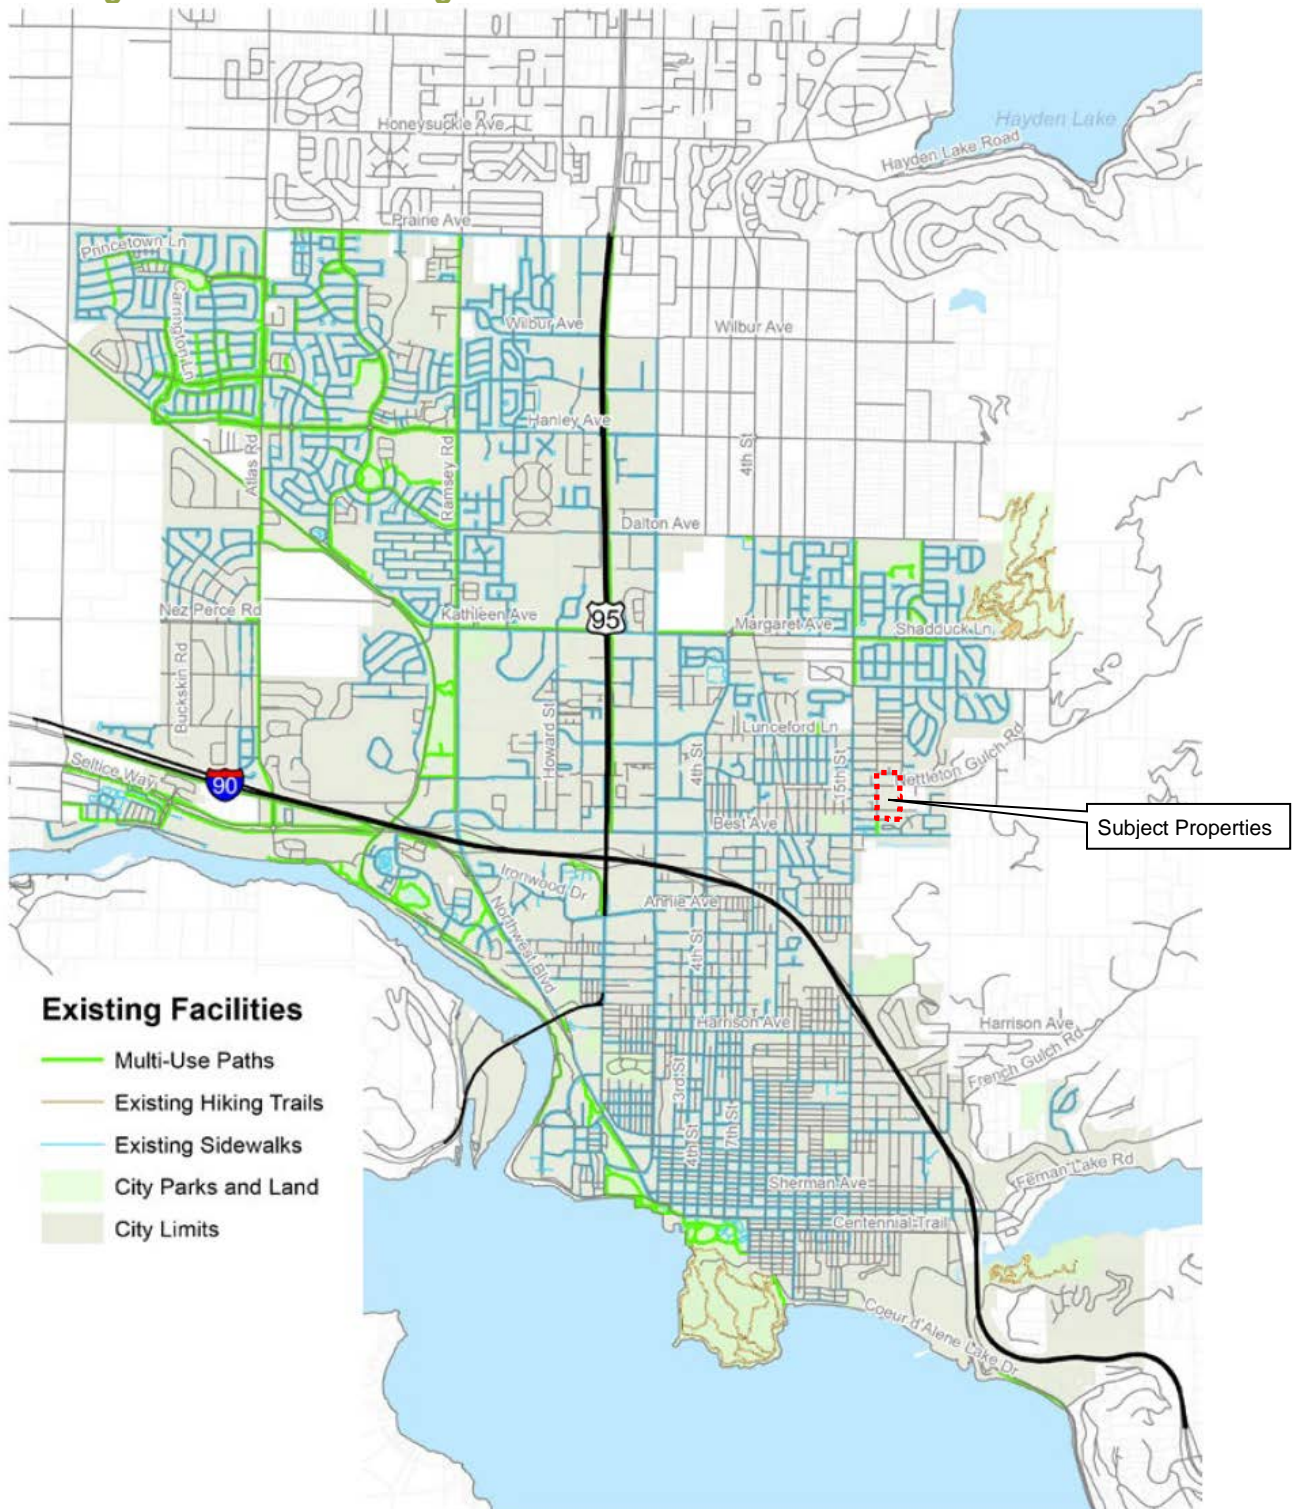 Hayden Lake
Honeysuckle Ave
Hayden Lake Road
Prairie Ave
Princetown Ln
Carrington Ln
Wilbur Ave
Wilbur Ave
Hanley Ave
Atlas Rd
Ramsey Rd
4th St
Dalton Ave
Nez Perce Rd
Kathleen Ave
95
Margaret Ave
Shadduck Ln
Buckskin Rd
Howard St
Lunceford Ln
4th St
15th St
ettleton Gulch Rd
Seltice Way
90
Best Ave
Subject Properties
Ironwood Dr
Annie Ave
Northwest Blvd
4th St
Existing Facilities
Harrison Ave
Harrison Ave
French Gulch Rd
Multi-Use Paths
3rd St
Existing Hiking Trails
7th St
4th St
Existing Sidewalks
Fernan Lake Rd
City Parks and Land
Sherman Ave
City Limits
Centennial Trail
Coeur d'Alene Lake Dr